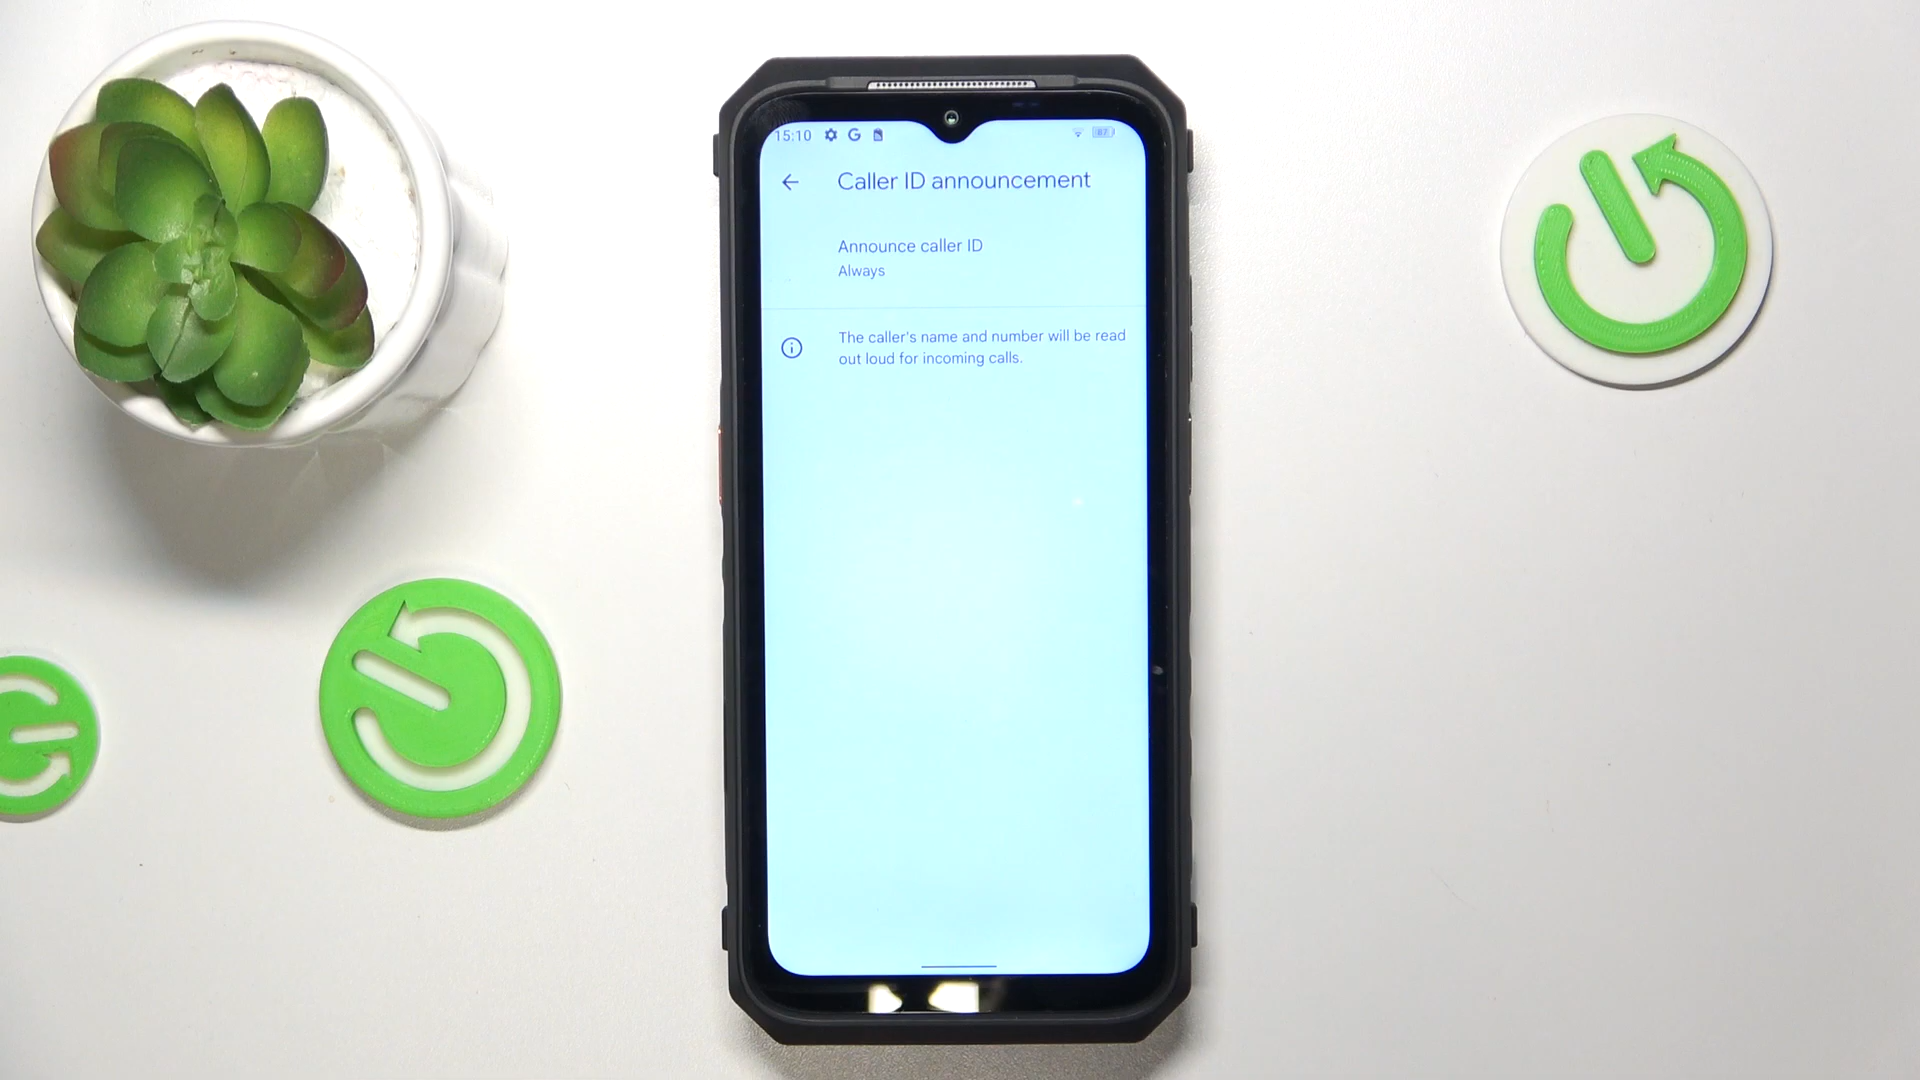 15:10 G 87
Caller ID announcement
Announce caller ID
Always
The caller's name and number will be read
out loud for incoming calls.